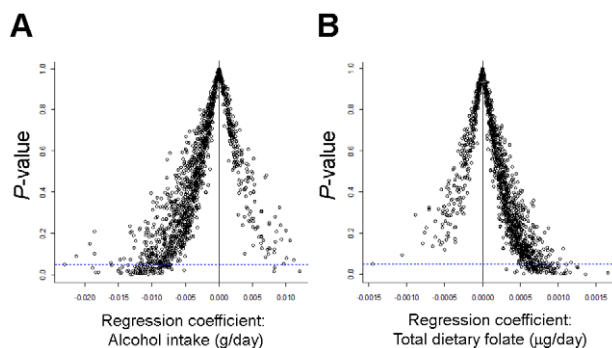 A
B
P-value
1.0
0.8
0.6
0.4
0.2
0.0
-0.020 -0.015 -0.010 -0.005 0.000 0.005 0.010
Regression coefficient:
Alcohol intake (g/day)
P-value
1.0
0.8
0.6
0.4
0.2
0.0
-0.0015 -0.0010 -0.0005 0.0000 0.0005 0.0010 0.0015
Regression coefficient:
Total dietary folate (μg/day)